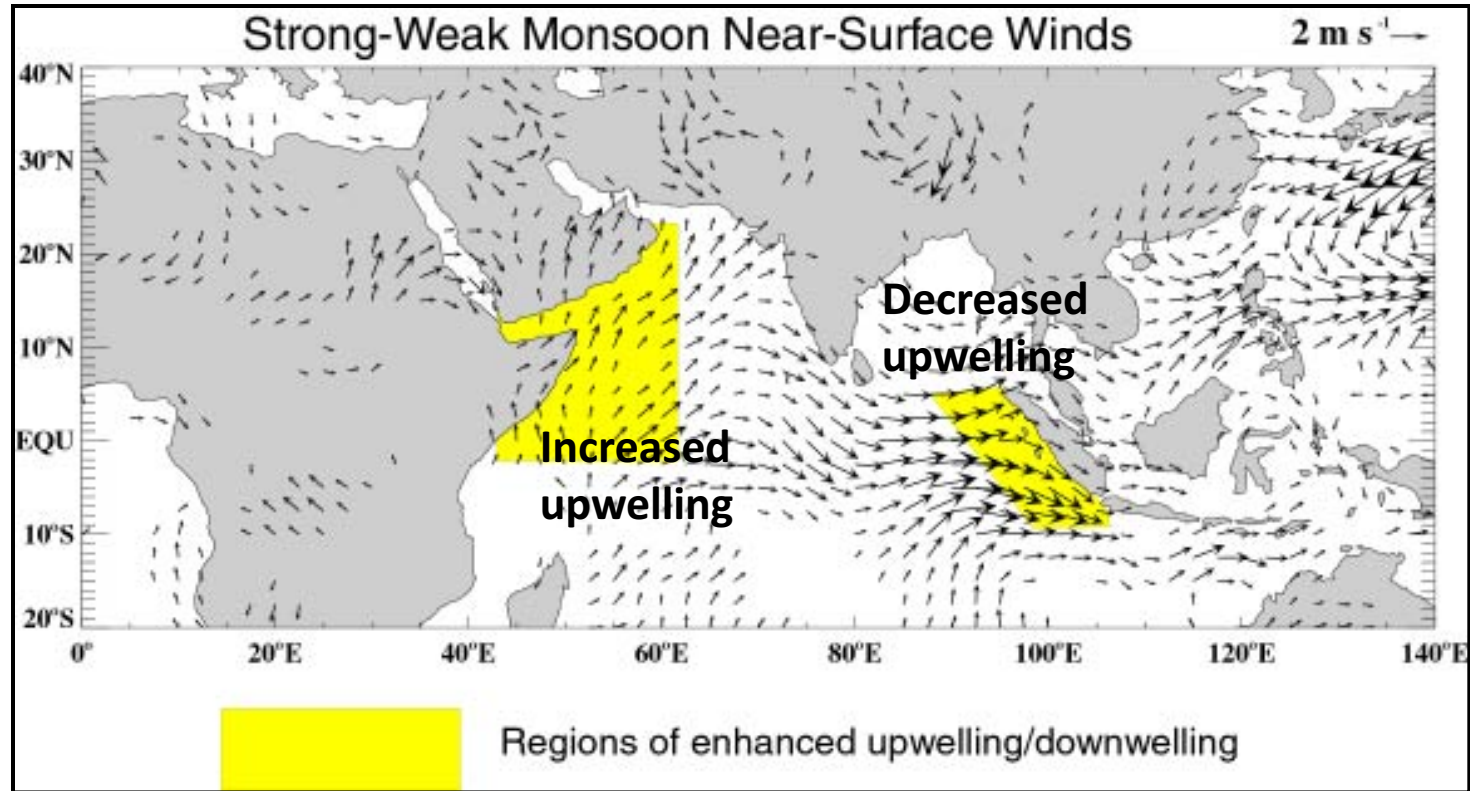 Strong-Weak Monsoon Near-Surface Winds
2 m s⁻¹
40°N
30°N
20°N
10°N
EQU
10°S
20°S
Decreased
upwelling
Increased
upwelling
0° 20°E 40°E 60°E 80°E 100°E 120°E 140°E
Regions of enhanced upwelling/downwelling